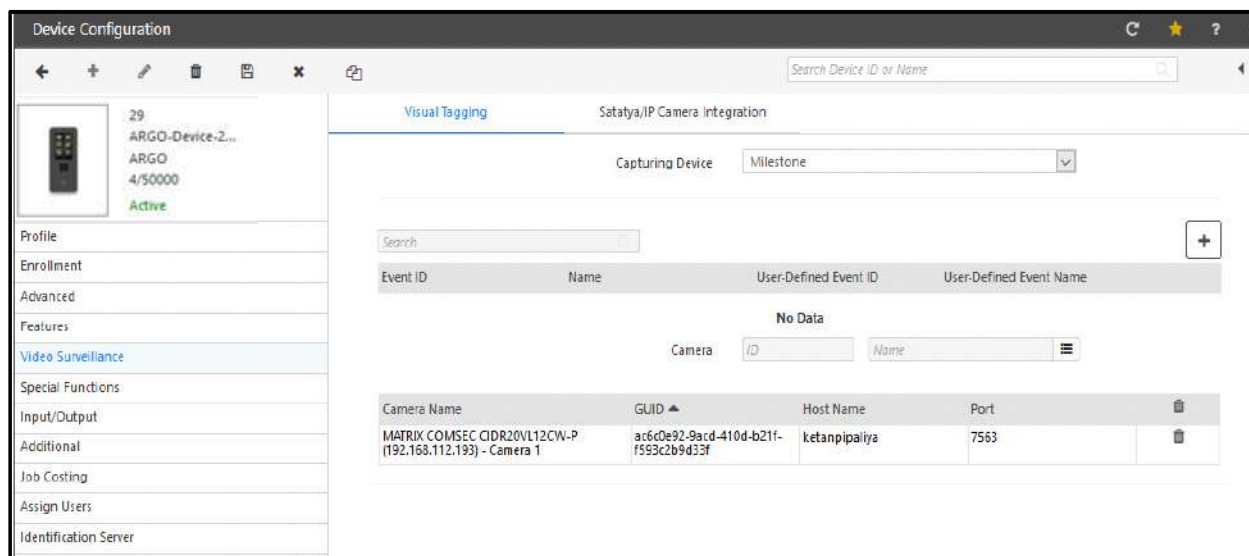 Device Configuration
?
Search Device ID or Name
29
ARGO-Device-2...
ARGO
4/50000
Active
Visual Tagging
Satatya/IP Camera Integration
Capturing Device
Milestone
Profile
Enrollment
Advanced
Features
Video Surveillance
Special Functions
Input/Output
Additional
Job Costing
Assign Users
Identification Server
Search
Event ID Name User-Defined Event ID User-Defined Event Name
No Data
Camera ID Name
Camera Name GUID Host Name Port
MATRIX COMSEC CIDR20VL12CW-P ac6c0e92-9acd-410d-b21f- ketanpipaliya 7563
(192.168.112.193) - Camera 1 f593c2b9d33f